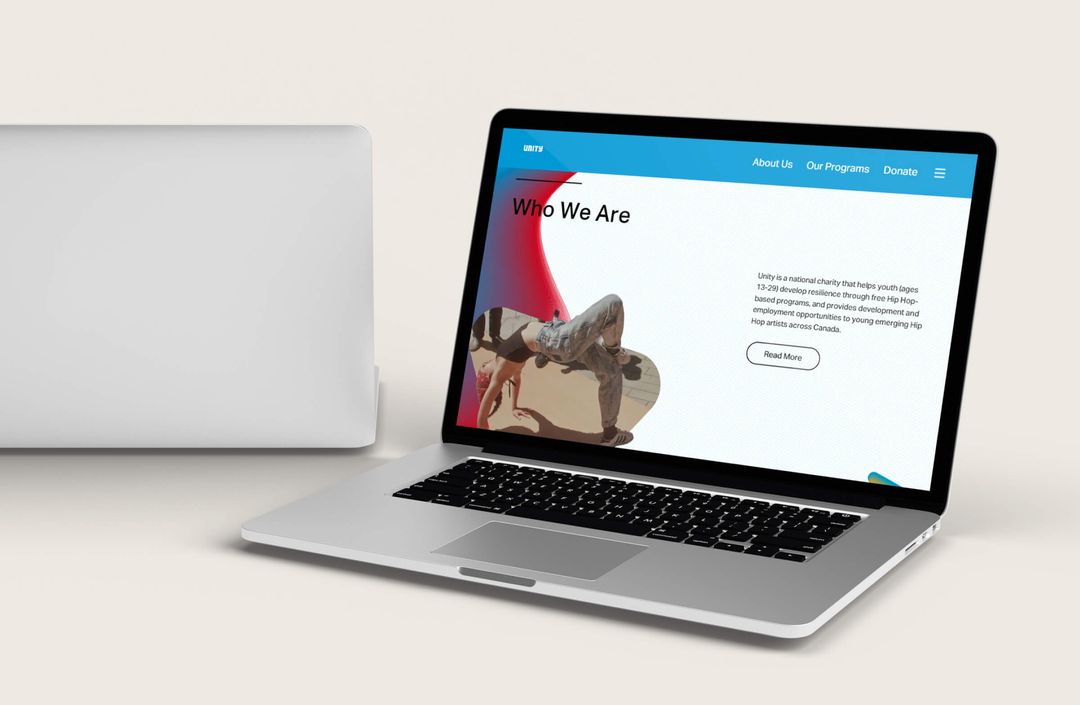 UNITY
About Us
Our Programs
Donate
Who We Are
Unity is a national charity that helps youth (ages
13-29) develop resilience through free Hip Hop-
based programs, and provides development and
employment opportunities to young emerging Hip
Hop artists across Canada.
Read More